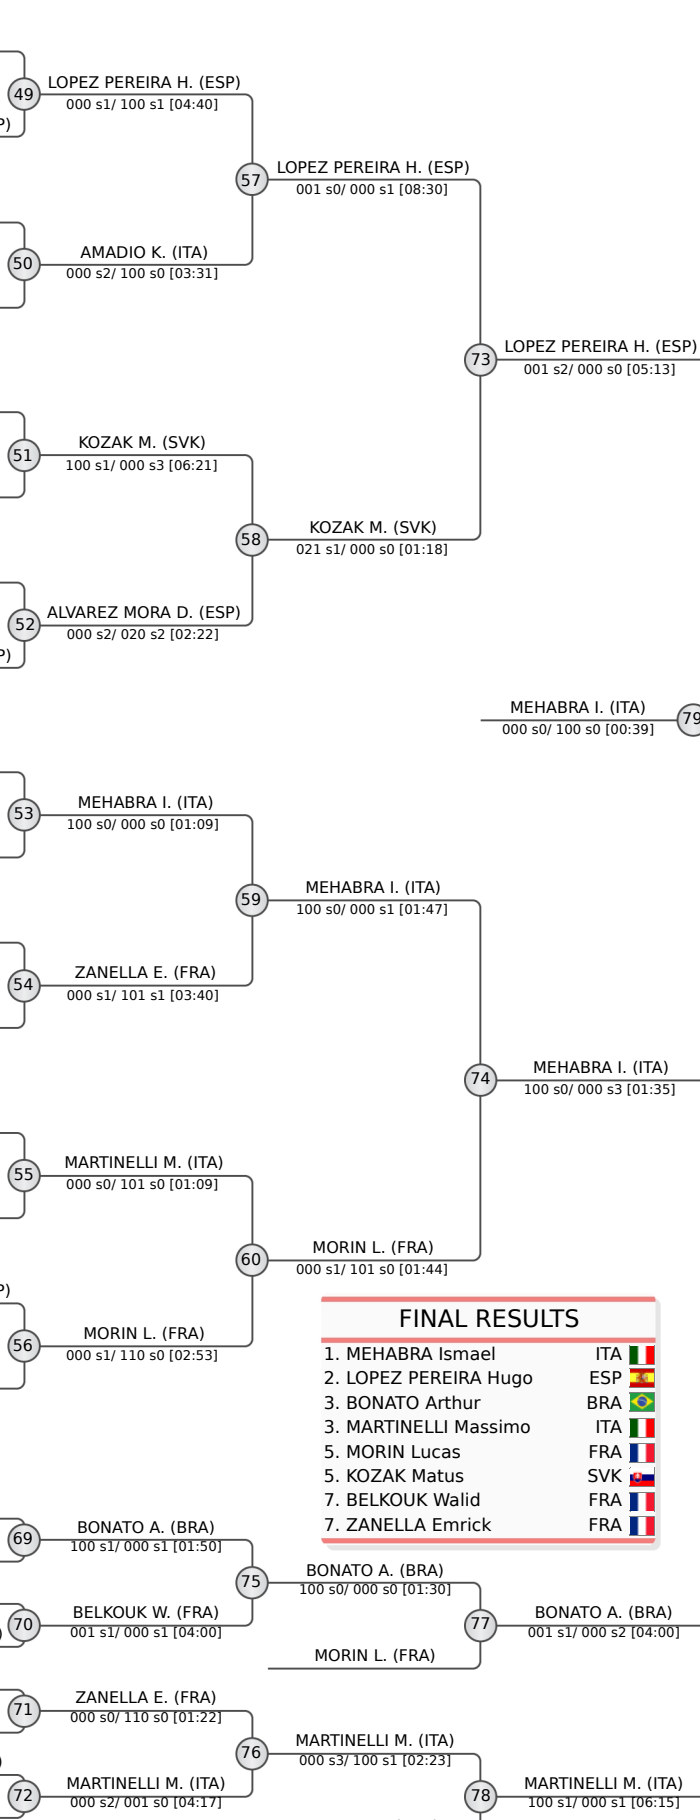 LOPEZ PEREIRA H. (ESP)
49
000 s1/ 100 s1 [04:40]
P)
LOPEZ PEREIRA H. (ESP)
57
001 s0/ 000 s1 [08:30]
AMADIO K. (ITA)
50
000 s2/ 100 s0 [03:31]
LOPEZ PEREIRA H. (ESP)
73
001 s2/ 000 s0 [05:13]
KOZAK M. (SVK)
51
100 s1/ 000 s3 [06:21]
KOZAK M. (SVK)
58
021 s1/ 000 s0 [01:18]
ALVAREZ MORA D. (ESP)
52
000 s2/ 020 s2 [02:22]
P)
MEHABRA I. (ITA)
79
000 s0/ 100 s0 [00:39]
MEHABRA I. (ITA)
53
100 s0/ 000 s0 [01:09]
MEHABRA I. (ITA)
59
100 s0/ 000 s1 [01:47]
ZANELLA E. (FRA)
54
000 s1/ 101 s1 [03:40]
MEHABRA I. (ITA)
74
100 s0/ 000 s3 [01:35]
MARTINELLI M. (ITA)
55
000 s0/ 101 s0 [01:09]
MORIN L. (FRA)
60
000 s1/ 101 s0 [01:44]
P)
MORIN L. (FRA)
56
000 s1/ 110 s0 [02:53]
FINAL RESULTS
1. MEHABRA Ismael ITA
2. LOPEZ PEREIRA Hugo ESP
3. BONATO Arthur BRA
3. MARTINELLI Massimo ITA
5. MORIN Lucas FRA
5. KOZAK Matus SVK
7. BELKOUK Walid FRA
7. ZANELLA Emrick FRA
BONATO A. (BRA)
69
100 s1/ 000 s1 [01:50]
BONATO A. (BRA)
75
100 s0/ 000 s0 [01:30]
BELKOUK W. (FRA)
70
001 s1/ 000 s1 [04:00]
)
BONATO A. (BRA)
77
001 s1/ 000 s2 [04:00]
MORIN L. (FRA)
ZANELLA E. (FRA)
71
000 s0/ 110 s0 [01:22]
MARTINELLI M. (ITA)
76
000 s3/ 100 s1 [02:23]
)
MARTINELLI M. (ITA)
72
000 s2/ 001 s0 [04:17]
MARTINELLI M. (ITA)
78
100 s1/ 000 s1 [06:15]